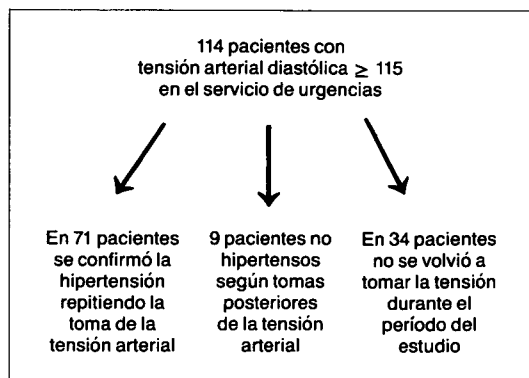 114 pacientes con
tensión arterial diastólica ≥ 115
en el servicio de urgencias
En 71 pacientes
se confirmó la
hipertensión
repitiendo la
toma de la
tensión arterial
9 pacientes no
hipertensos
según tomas
posteriores
de la tensión
arterial
En 34 pacientes
no se volvió a
tomar la tensión
durante el
período del
estudio